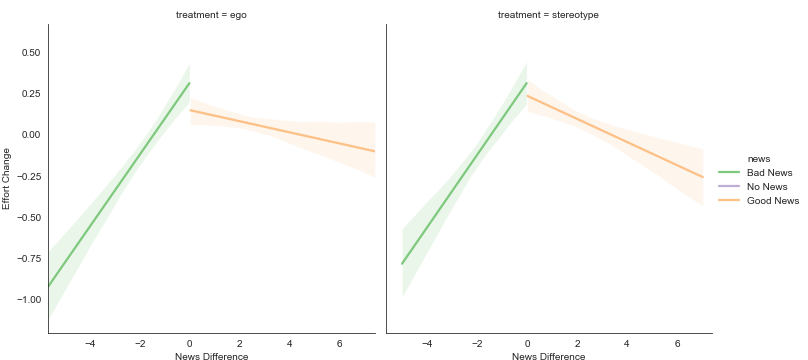 treatment = ego
treatment = stereotype
0.50
0.25
0.00
−0.25
−0.50
−0.75
−1.00
Effort Change
−4 −2 0 2 4 6
−4 −2 0 2 4 6
News Difference
News Difference
news
Bad News
No News
Good News